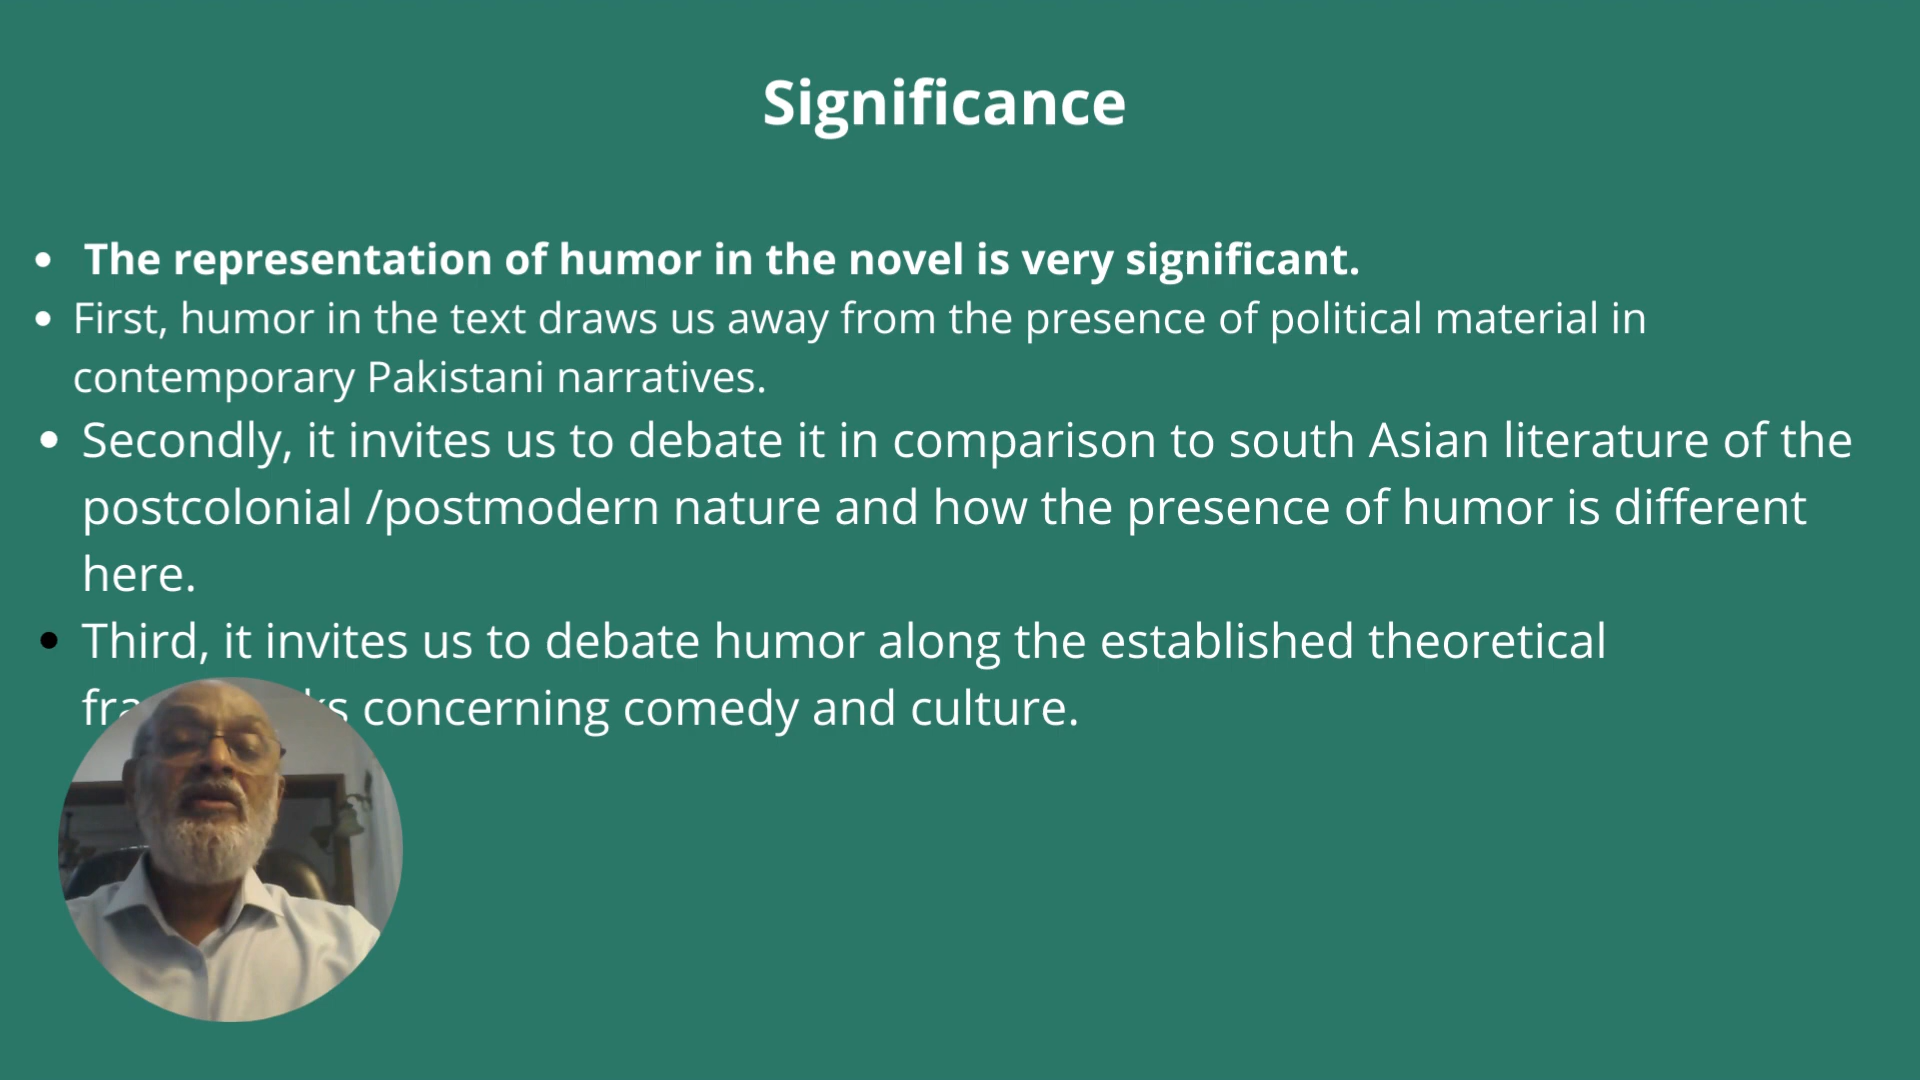 Significance
• The representation of humor in the novel is very significant.
• First, humor in the text draws us away from the presence of political material in
contemporary Pakistani narratives.
• Secondly, it invites us to debate it in comparison to south Asian literature of the
postcolonial /postmodern nature and how the presence of humor is different
here.
• Third, it invites us to debate humor along the established theoretical
concerning comedy and culture.